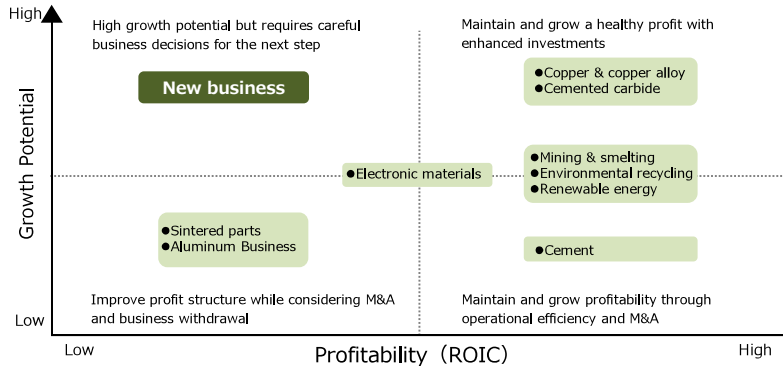 High
High growth potential but requires careful
business decisions for the next step
Maintain and grow a healthy profit with
enhanced investments
New business
●Copper & copper alloy
●Cemented carbide
Growth Potential
●Electronic materials
●Mining & smelting
●Environmental recycling
●Renewable energy
●Sintered parts
●Aluminum Business
●Cement
Improve profit structure while considering M&A
and business withdrawal
Maintain and grow profitability through
operational efficiency and M&A
Low
Low
Profitability（ROIC）
High